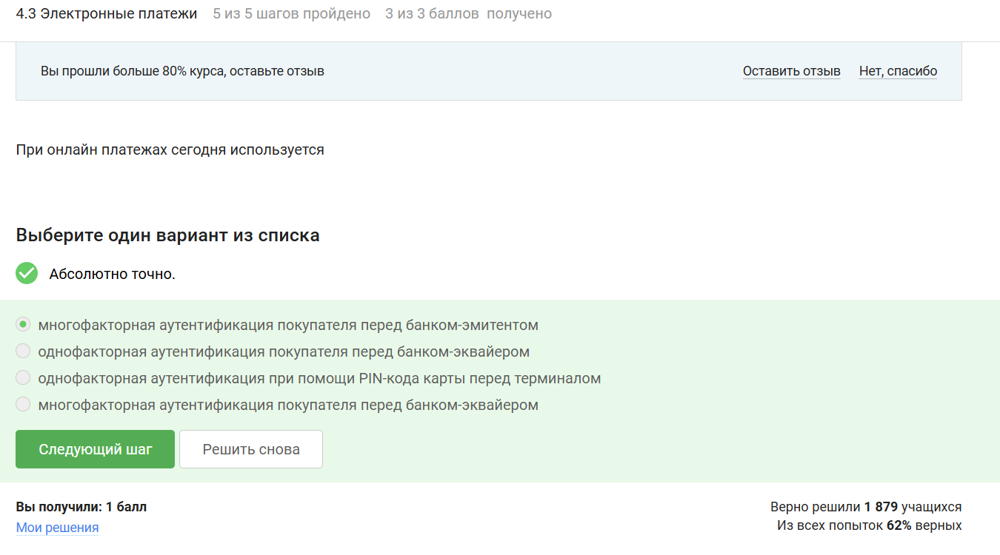 4.3 Электронные платежи 5 из 5 шагов пройдено 3 из 3 баллов получено
Вы прошли больше 80% курса, оставьте отзыв Оставить отзыв Нет, спасибо
При онлайн платежах сегодня используется
Выберите один вариант из списка
Абсолютно точно.
многофакторная аутентификация покупателя перед банком-эмитентом
однофакторная аутентификация покупателя перед банком-эквайером
однофакторная аутентификация при помощи PIN-кода карты перед терминалом
многофакторная аутентификация покупателя перед банком-эквайером
Следующий шаг Решить снова
Вы получили: 1 балл Верно решили 1 879 учащихся
Мои решения Из всех попыток 62% верных